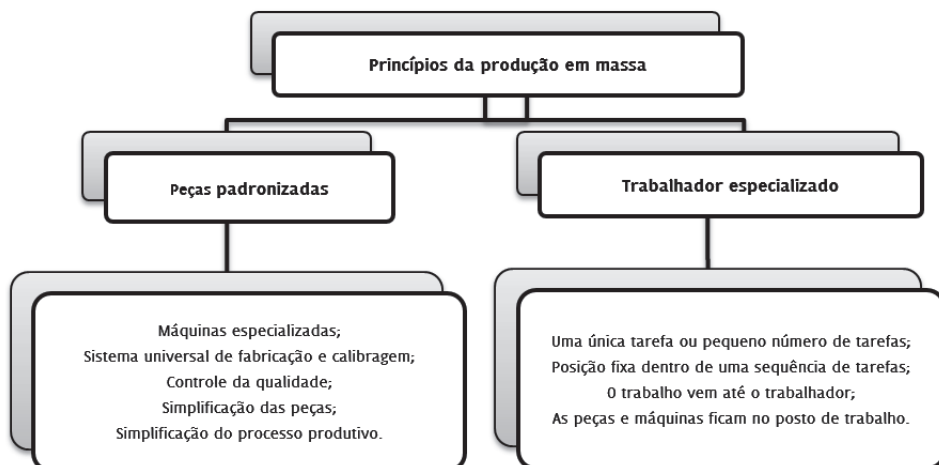 Princípios da produção em massa
Peças padronizadas
Trabalhador especializado
Máquinas especializadas;
Sistema universal de fabricação e calibragem;
Controle da qualidade;
Simplificação das peças;
Simplificação do processo produtivo.
Uma única tarefa ou pequeno número de tarefas;
Posição fixa dentro de uma sequência de tarefas;
O trabalho vem até o trabalhador;
As peças e máquinas ficam no posto de trabalho.